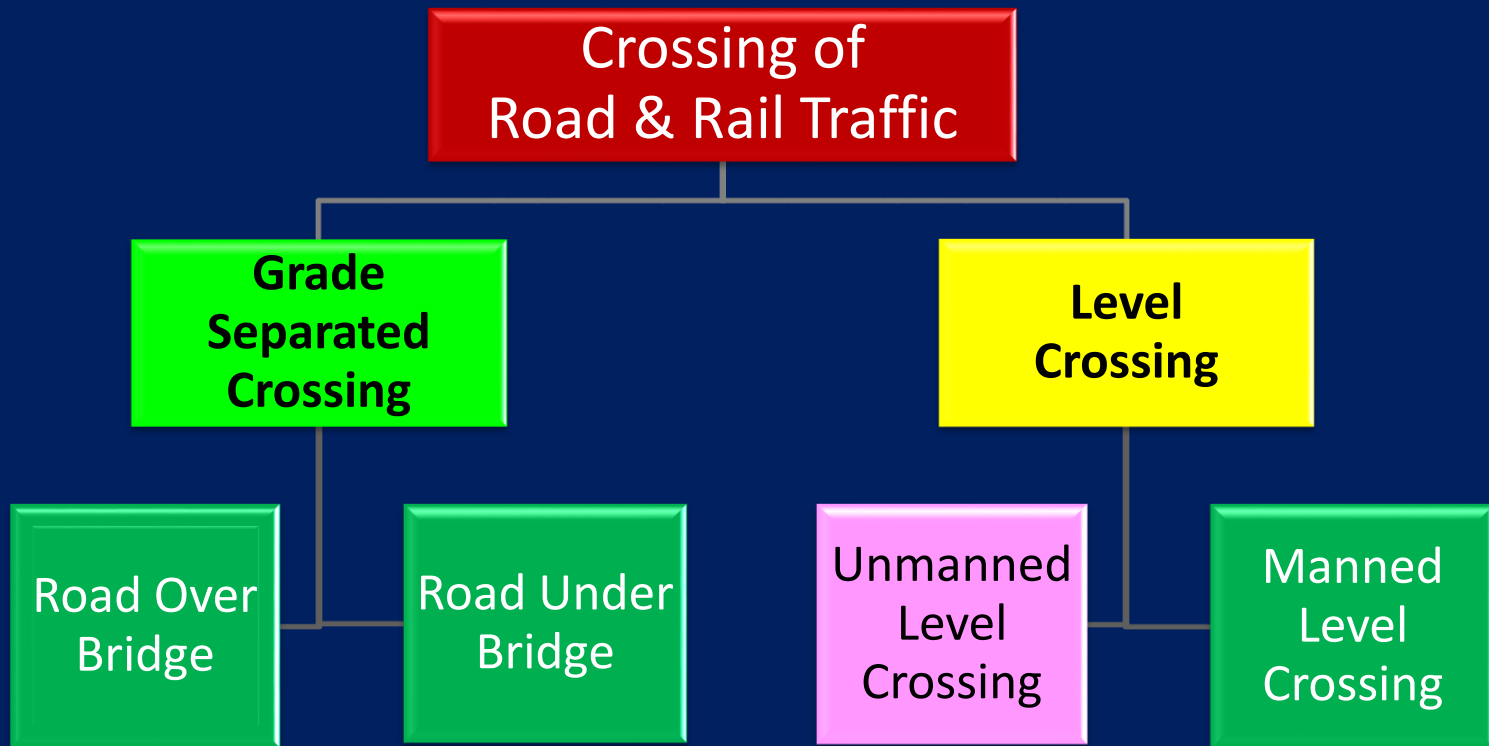 Crossing of
Road & Rail Traffic
Grade
Separated
Crossing
Level
Crossing
Road Over
Bridge
Road Under
Bridge
Unmanned
Level
Crossing
Manned
Level
Crossing